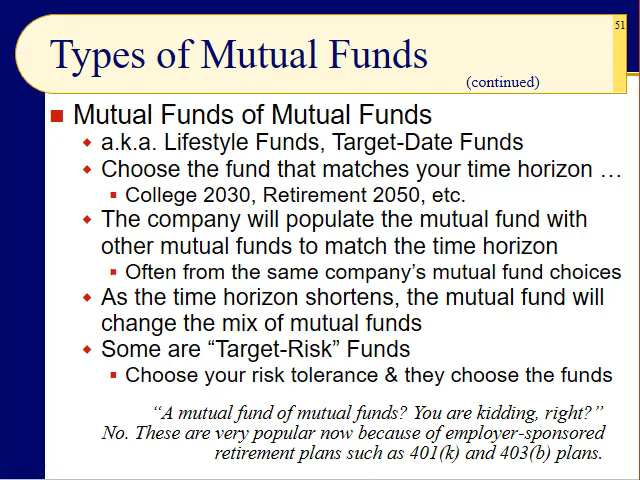 51
Types of Mutual Funds
(continued)
Mutual Funds of Mutual Funds
a.k.a. Lifestyle Funds, Target-Date Funds
Choose the fund that matches your time horizon …
College 2030, Retirement 2050, etc.
The company will populate the mutual fund with
other mutual funds to match the time horizon
Often from the same company’s mutual fund choices
As the time horizon shortens, the mutual fund will
change the mix of mutual funds
Some are “Target-Risk” Funds
Choose your risk tolerance & they choose the funds
“A mutual fund of mutual funds? You are kidding, right?”
No. These are very popular now because of employer-sponsored
retirement plans such as 401(k) and 403(b) plans.